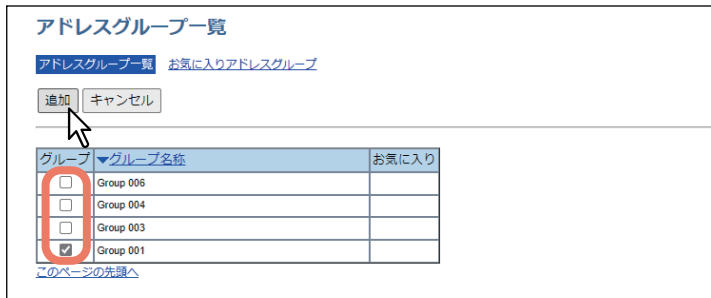 アドレスグループ一覧
アドレスグループ一覧 お気に入りアドレスグループ
追加 キャンセル
グループ ▼グループ名称 お気に入り
Group 006
Group 004
Group 003
Group 001
このページの先頭へ